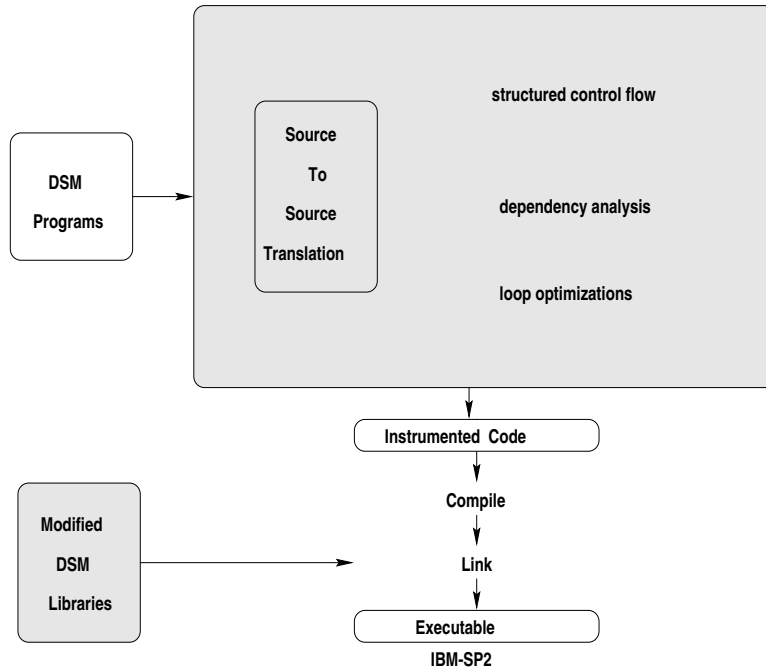 structured control flow
Source
To
Source
Translation
DSM
Programs
dependency analysis
loop optimizations
Instrumented Code
Compile
Modified
DSM
Libraries
Link
Executable
IBM-SP2